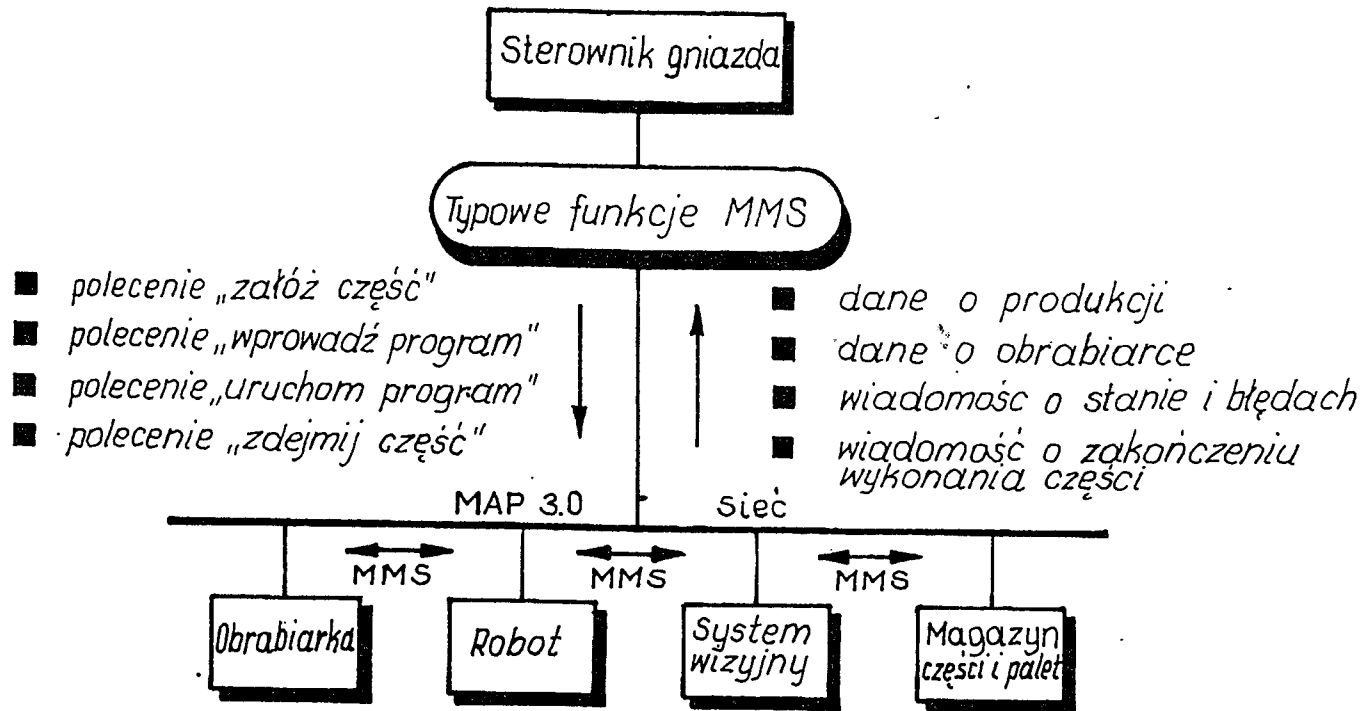 Sterownik gniazda
Typowe funkcje MMS
■ polecenie „załóż część"
■ polecenie „wprowadź program"
■ polecenie „uruchom program"
■ polecenie „zdejmij część"
■ dane o produkcji
■ dane o obrabiarce
■ wiadomośc o stanie i błędach
■ wiadomość o zakończeniu
wykonania części
MAP 3.0 sieć
MMS MMS MMS
Obrabiarka
Robot
System
wizyjny
Magazyn
części i palet